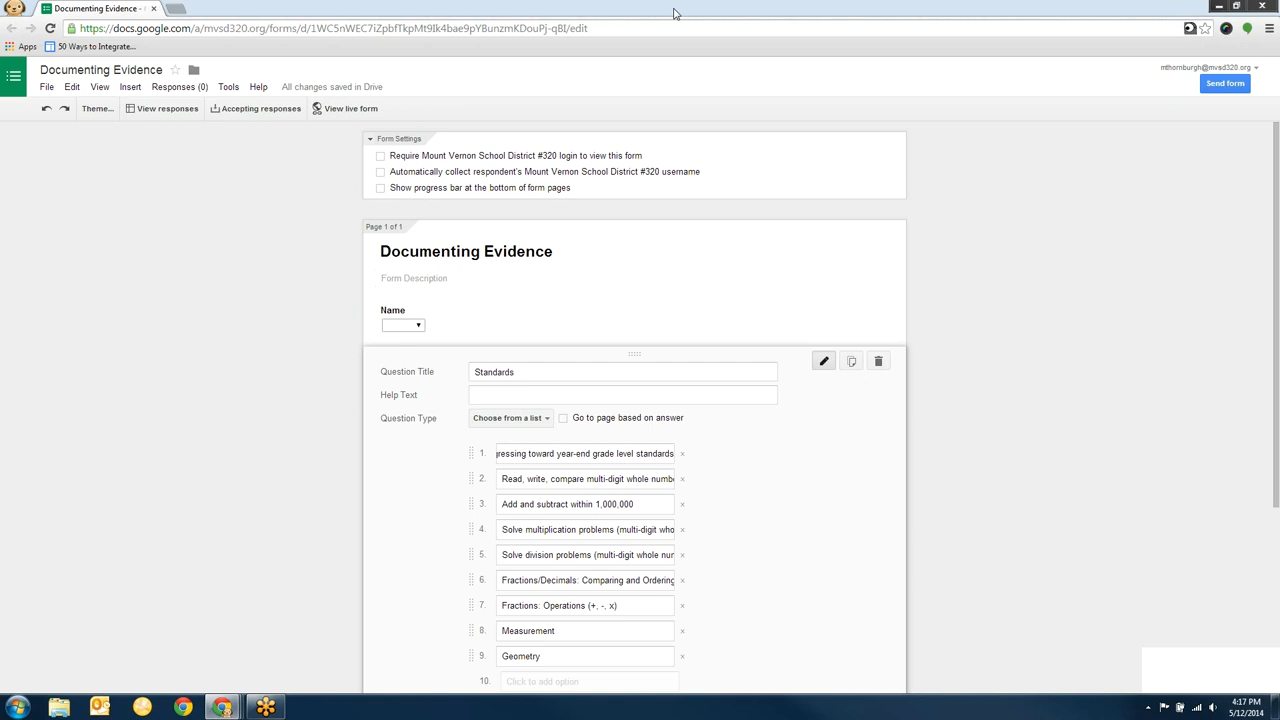 Documenting Evidence - ×
https://docs.google.com/a/mvsd320.org/forms/d/1WC5nWEC7iZpbfTkpMt9Ik4bae9pYBunzmKDouPj-qBI/edit
Apps 50 Ways to Integrate...
Documenting Evidence
mthornburgh@mvsd320.org
File Edit View Insert Responses (0) Tools Help All changes saved in Drive
Send form
Theme... View responses Accepting responses View live form
Form Settings
Require Mount Vernon School District #320 login to view this form
Automatically collect respondent's Mount Vernon School District #320 username
Show progress bar at the bottom of form pages
Page 1 of 1
Documenting Evidence
Form Description
Name
Question Title Standards
Help Text
Question Type Choose from a list Go to page based on answer
1. gressing toward year-end grade level standards ×
2. Read, write, compare multi-digit whole numbe ×
3. Add and subtract within 1,000,000 ×
4. Solve multiplication problems (multi-digit who ×
5. Solve division problems (multi-digit whole nur ×
6. Fractions/Decimals: Comparing and Ordering ×
7. Fractions: Operations (+, -, x) ×
8. Measurement ×
9. Geometry ×
10. Click to add option
4:17 PM
5/12/2014